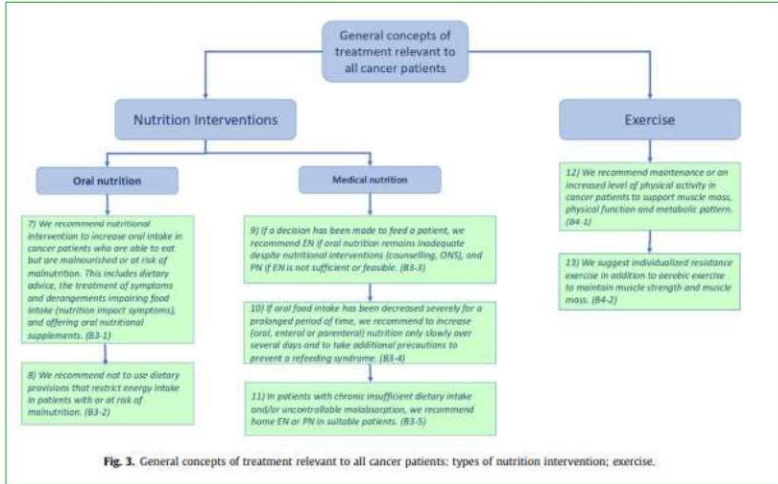 General concepts of
treatment relevant to
all cancer patients
Nutrition Interventions
Exercise
Oral nutrition
Medical nutrition
7) We recommend nutritional
intervention to increase oral intake in
cancer patients who are able to eat
but are malnourished or at risk of
malnutrition. This includes dietary
advice, the treatment of symptoms
and derangements impairing food
intake (nutrition impact symptoms),
and offering oral nutritional
supplements. (B3-1)
8) We recommend not to use dietary
provisions that restrict energy intake
in patients with or at risk of
malnutrition. (B3-2)
9) If a decision has been made to feed a patient, we
recommend EN if oral nutrition remains inadequate
despite nutritional interventions (counselling, ONS), and
PN if EN is not sufficient or feasible. (B3-3)
10) If oral food intake has been decreased severely for a
prolonged period of time, we recommend to increase
(oral, enteral or parenteral) nutrition only slowly over
several days and to take additional precautions to
prevent a refeeding syndrome. (B3-4)
11) In patients with chronic insufficient dietary intake
and/or uncontrollable malabsorption, we recommend
home EN or PN in suitable patients. (B3-5)
12) We recommend maintenance or an
increased level of physical activity in
cancer patients to support muscle mass,
physical function and metabolic pattern.
(B4-1)
13) We suggest individualized resistance
exercise in addition to aerobic exercise
to maintain muscle strength and muscle
mass. (B4-2)
Fig. 3. General concepts of treatment relevant to all cancer patients: types of nutrition intervention; exercise.